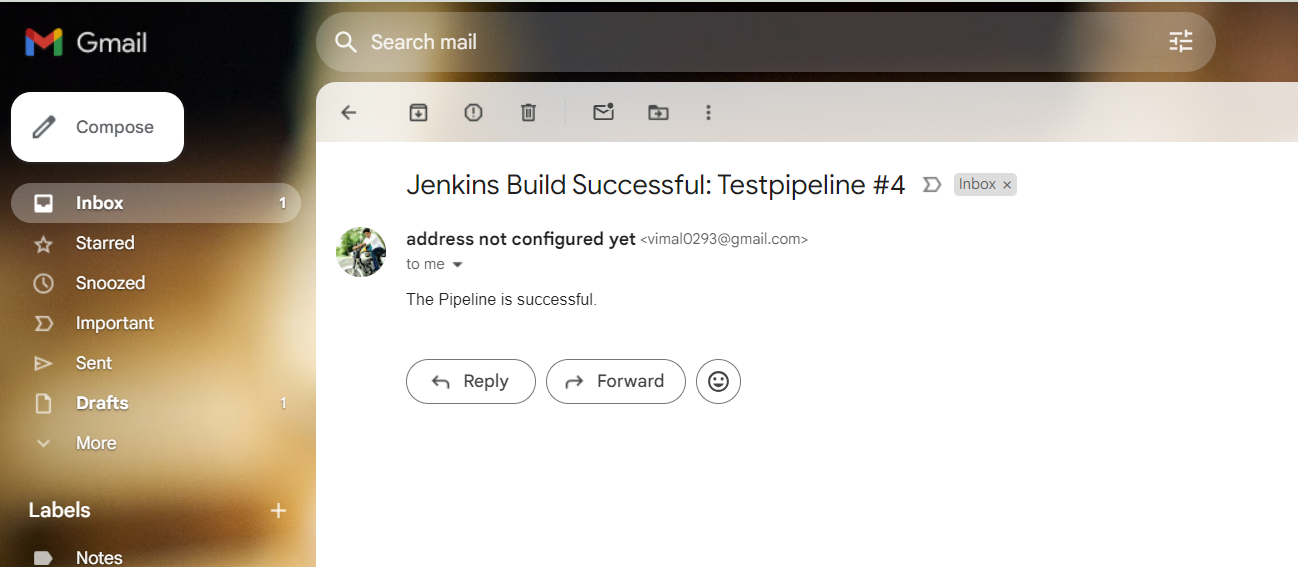 Gmail
Search mail
Compose
Jenkins Build Successful: Testpipeline #4
Inbox ×
Inbox 1
Starred
Snoozed
Important
Sent
Drafts 1
More
Labels +
Notes
address not configured yet <vimal0293@gmail.com>
to me
The Pipeline is successful.
Reply
Forward